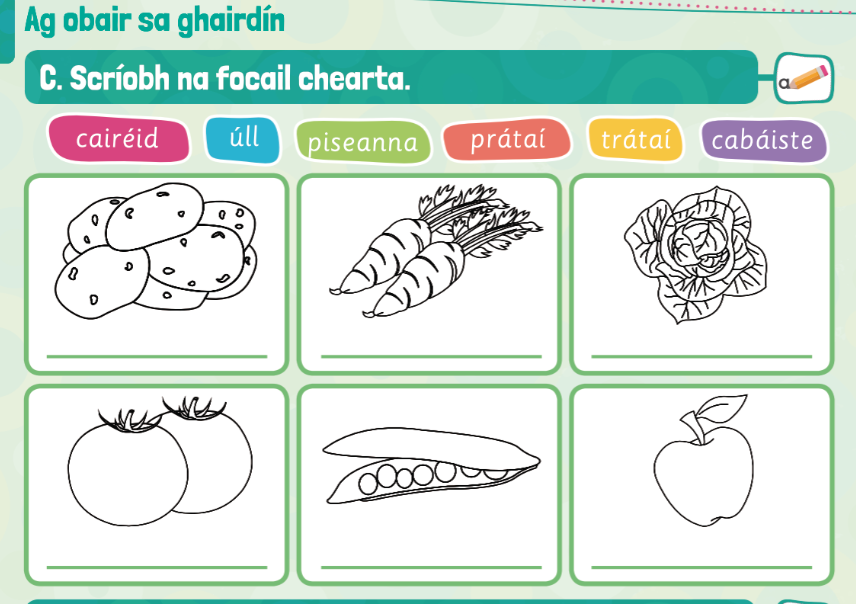 Ag obair sa ghairdín
C. Scríobh na focail chearta.
a
cairéid úll piseanna prátaí trátaí cabáiste